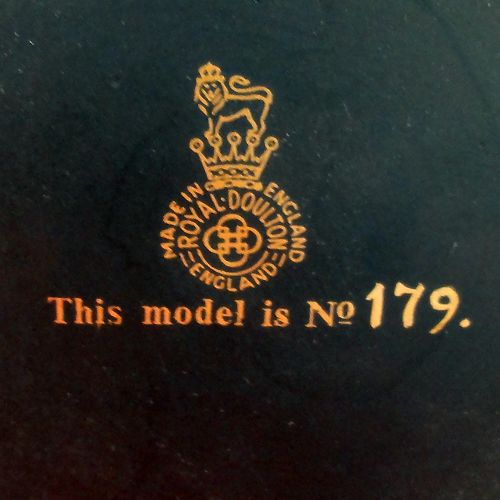 MADE IN ENGLAND
ROYAL·DOULTON
ENGLAND
This model is No 179.